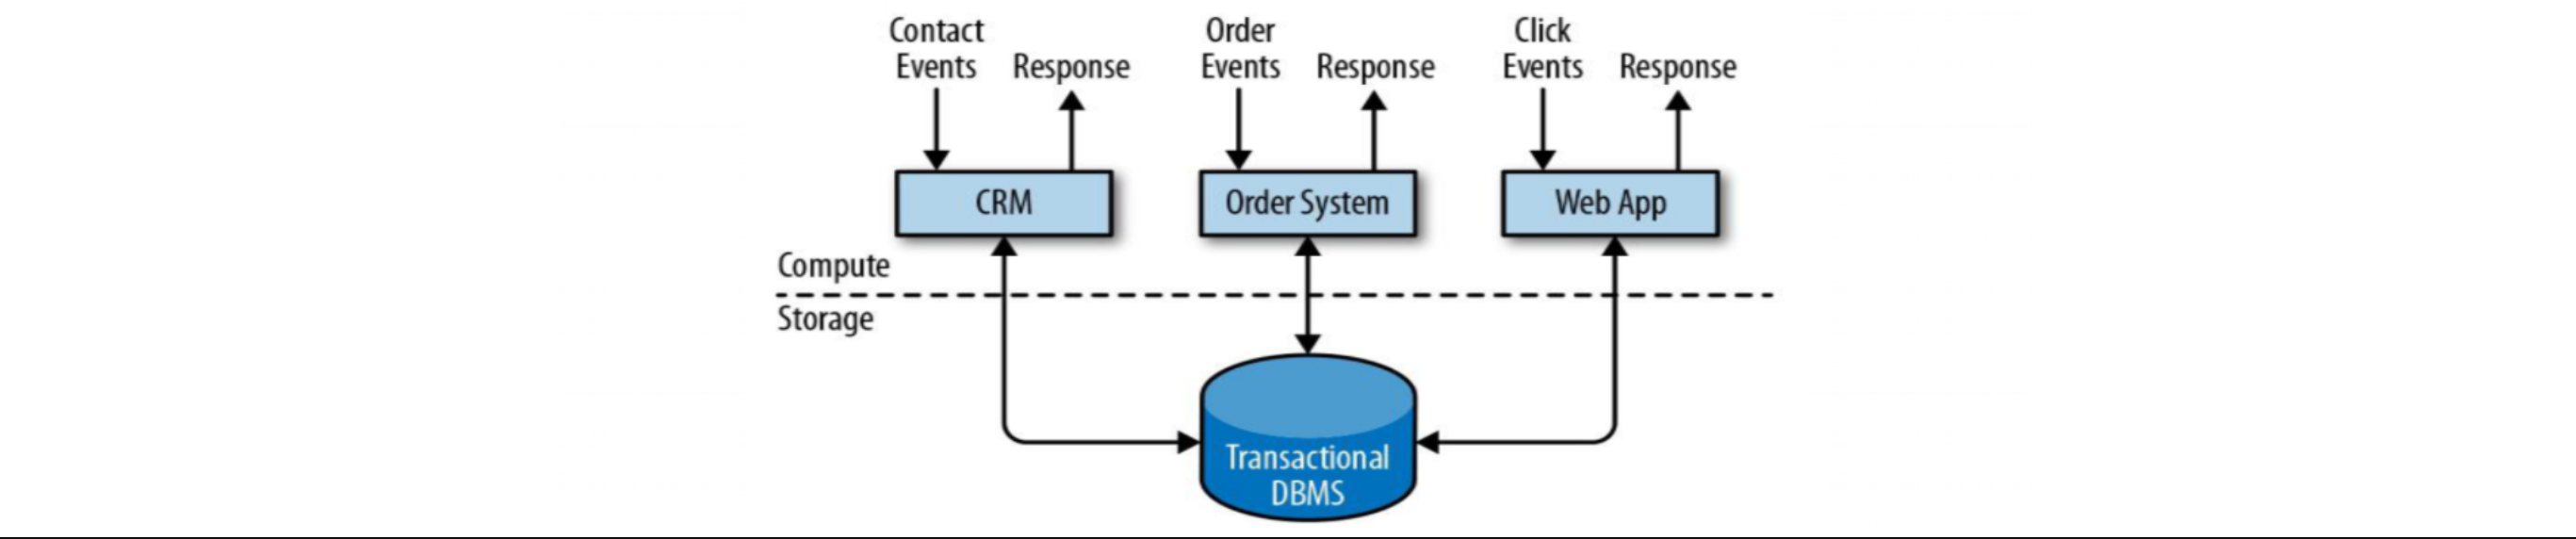 Contact
Events
Response
Order
Events
Response
Click
Events
Response
CRM
Order System
Web App
Compute
Storage
Transactional
DBMS